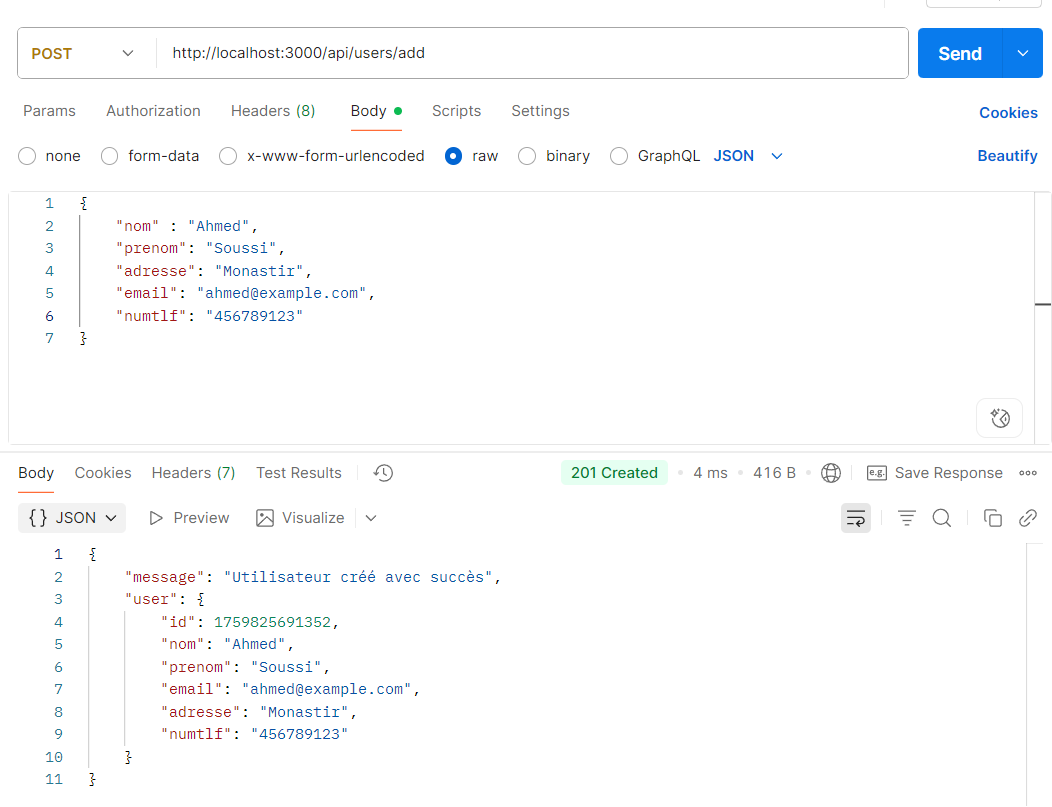 POST http://localhost:3000/api/users/add Send
Params Authorization Headers (8) Body Scripts Settings Cookies
none form-data x-www-form-urlencoded raw binary GraphQL JSON Beautify
1 {
2 "nom" : "Ahmed",
3 "prenom": "Soussi",
4 "adresse": "Monastir",
5 "email": "ahmed@example.com",
6 "numtlf": "456789123"
7 }
Body Cookies Headers (7) Test Results 201 Created 4 ms 416 B e.g. Save Response
{} JSON Preview Visualize
1 {
2 "message": "Utilisateur créé avec succès",
3 "user": {
4 "id": 1759825691352,
5 "nom": "Ahmed",
6 "prenom": "Soussi",
7 "email": "ahmed@example.com",
8 "adresse": "Monastir",
9 "numtlf": "456789123"
10 }
11 }